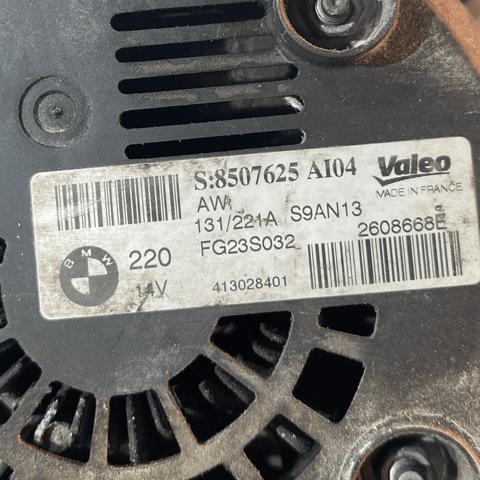 S:8507625 AI04
Valeo
MADE IN FRANCE
AW
131/221A S9AN13
FG23S032
2608668E
BMW
220
14V
413028401